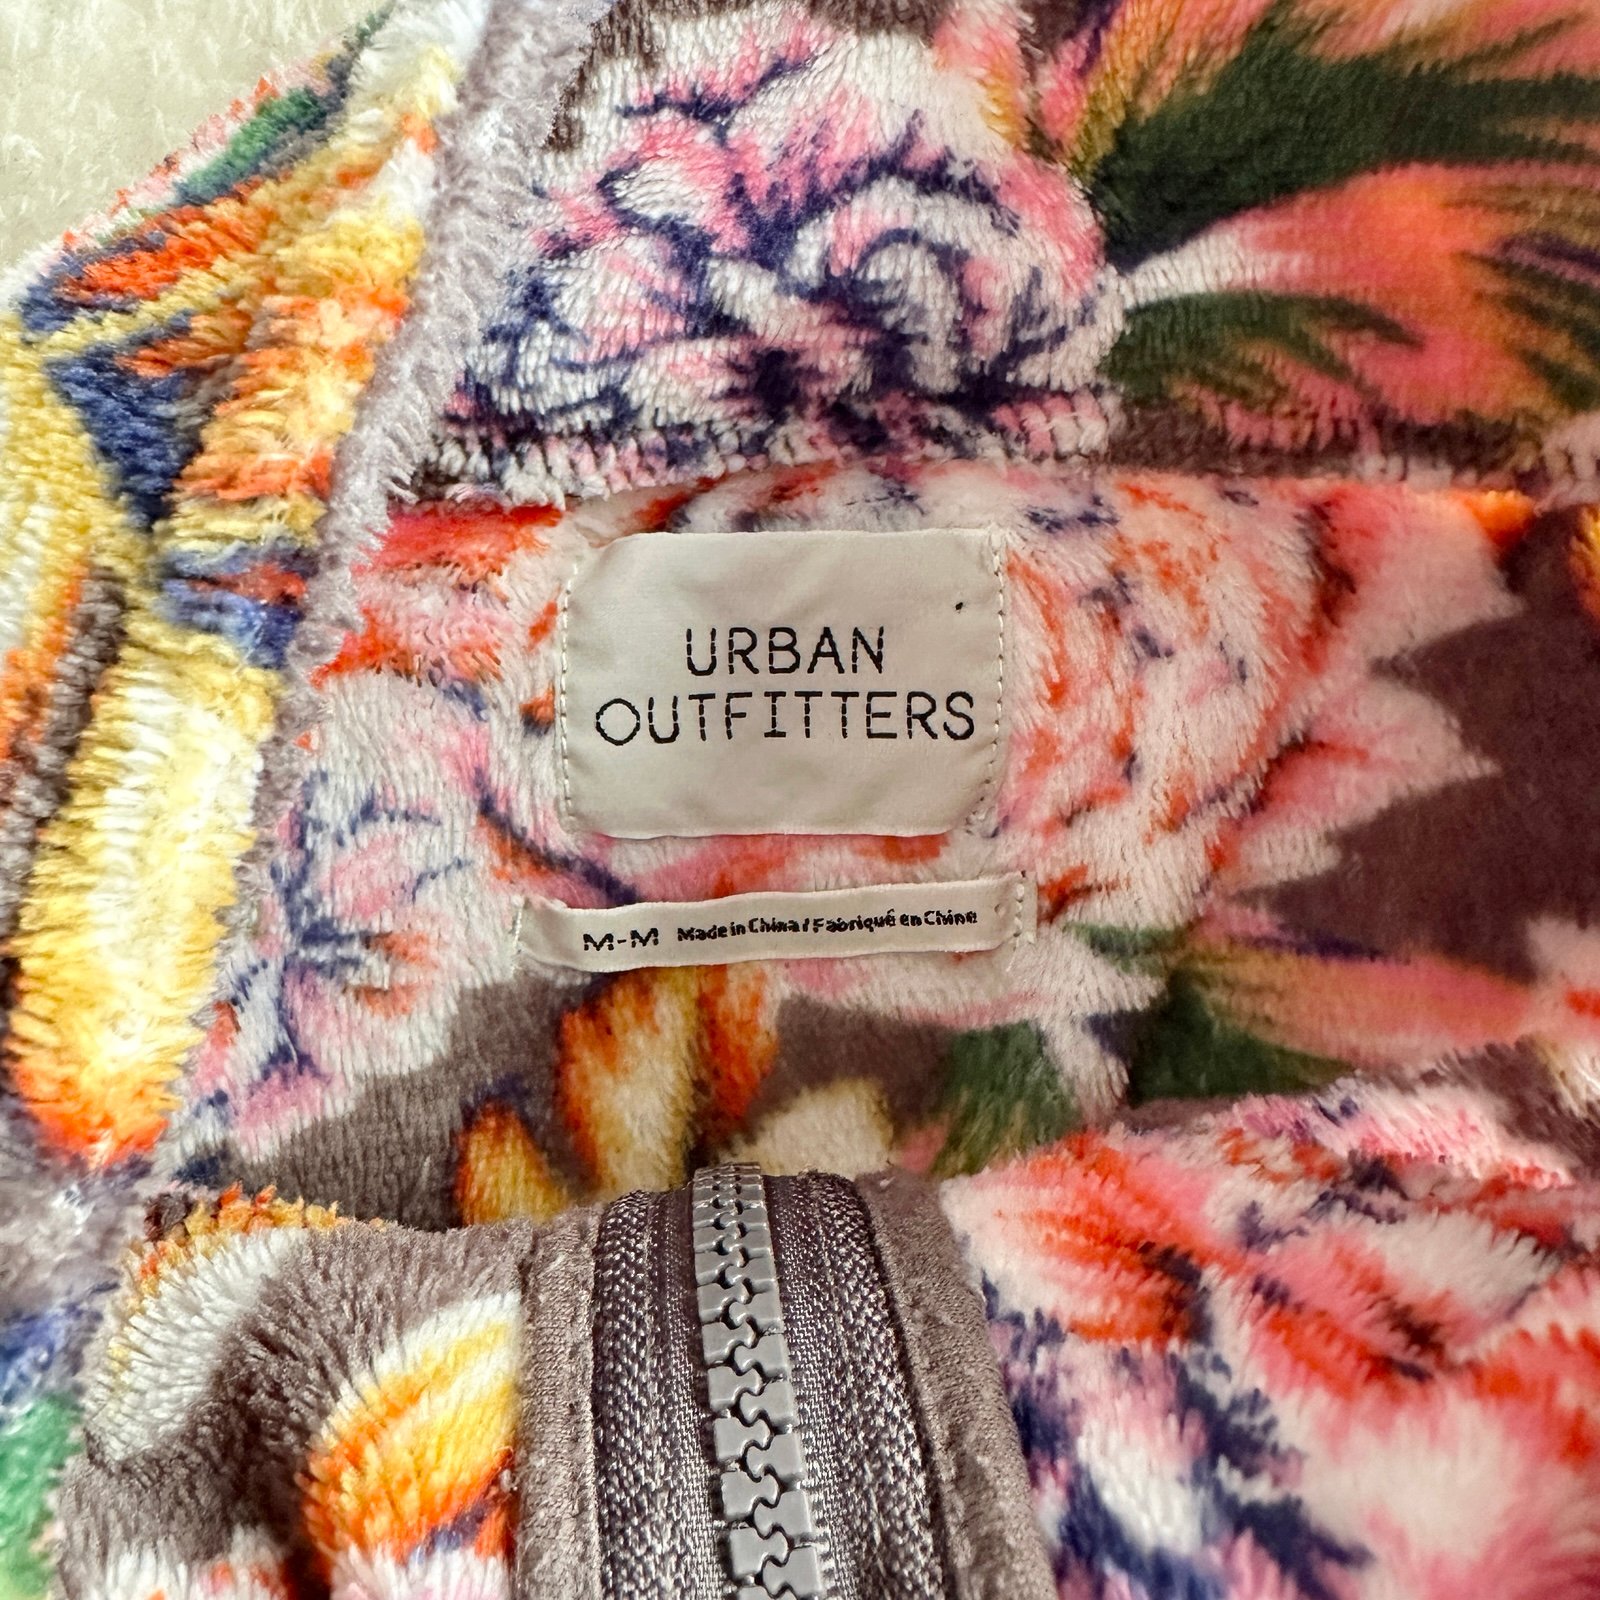 URBAN
OUTFITTERS
M-M Made in China / Fabriqué en Chine